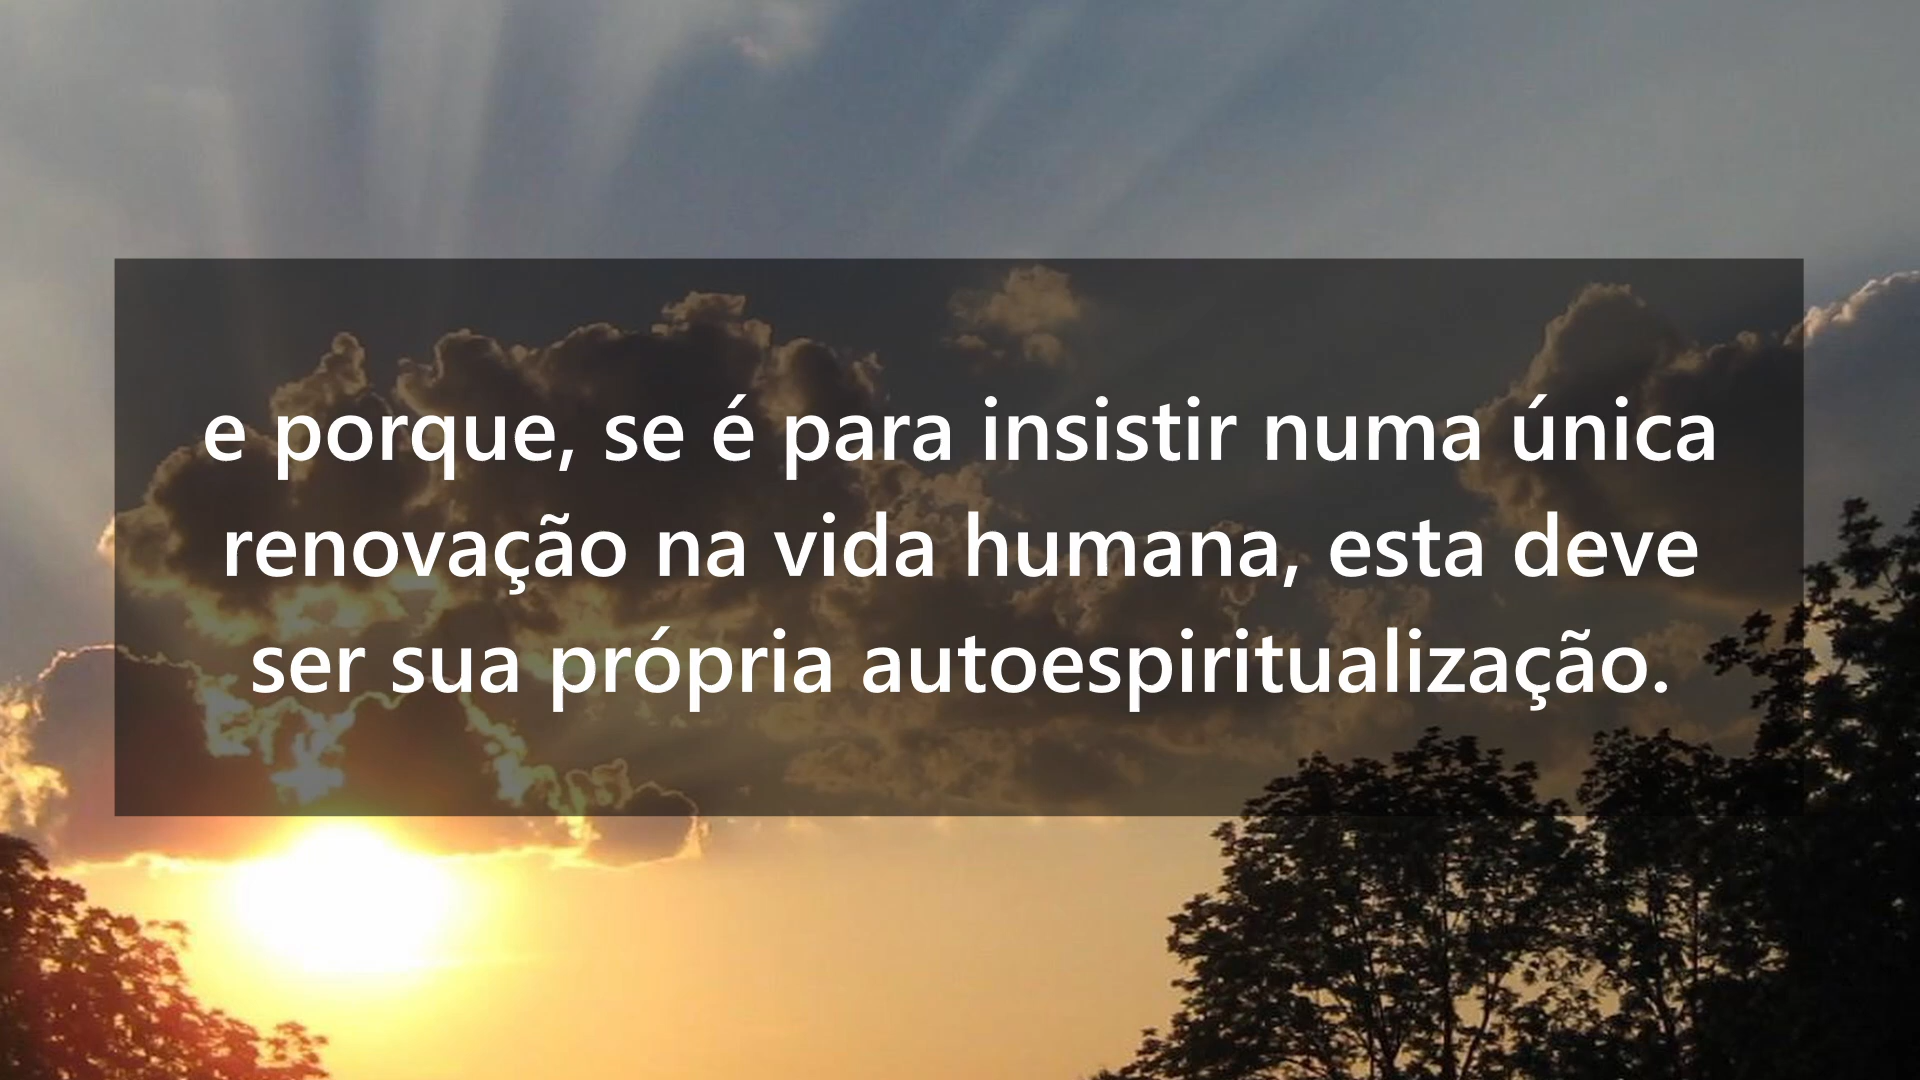 e porque, se é para insistir numa única
renovação na vida humana, esta deve
ser sua própria autoespiritualização.